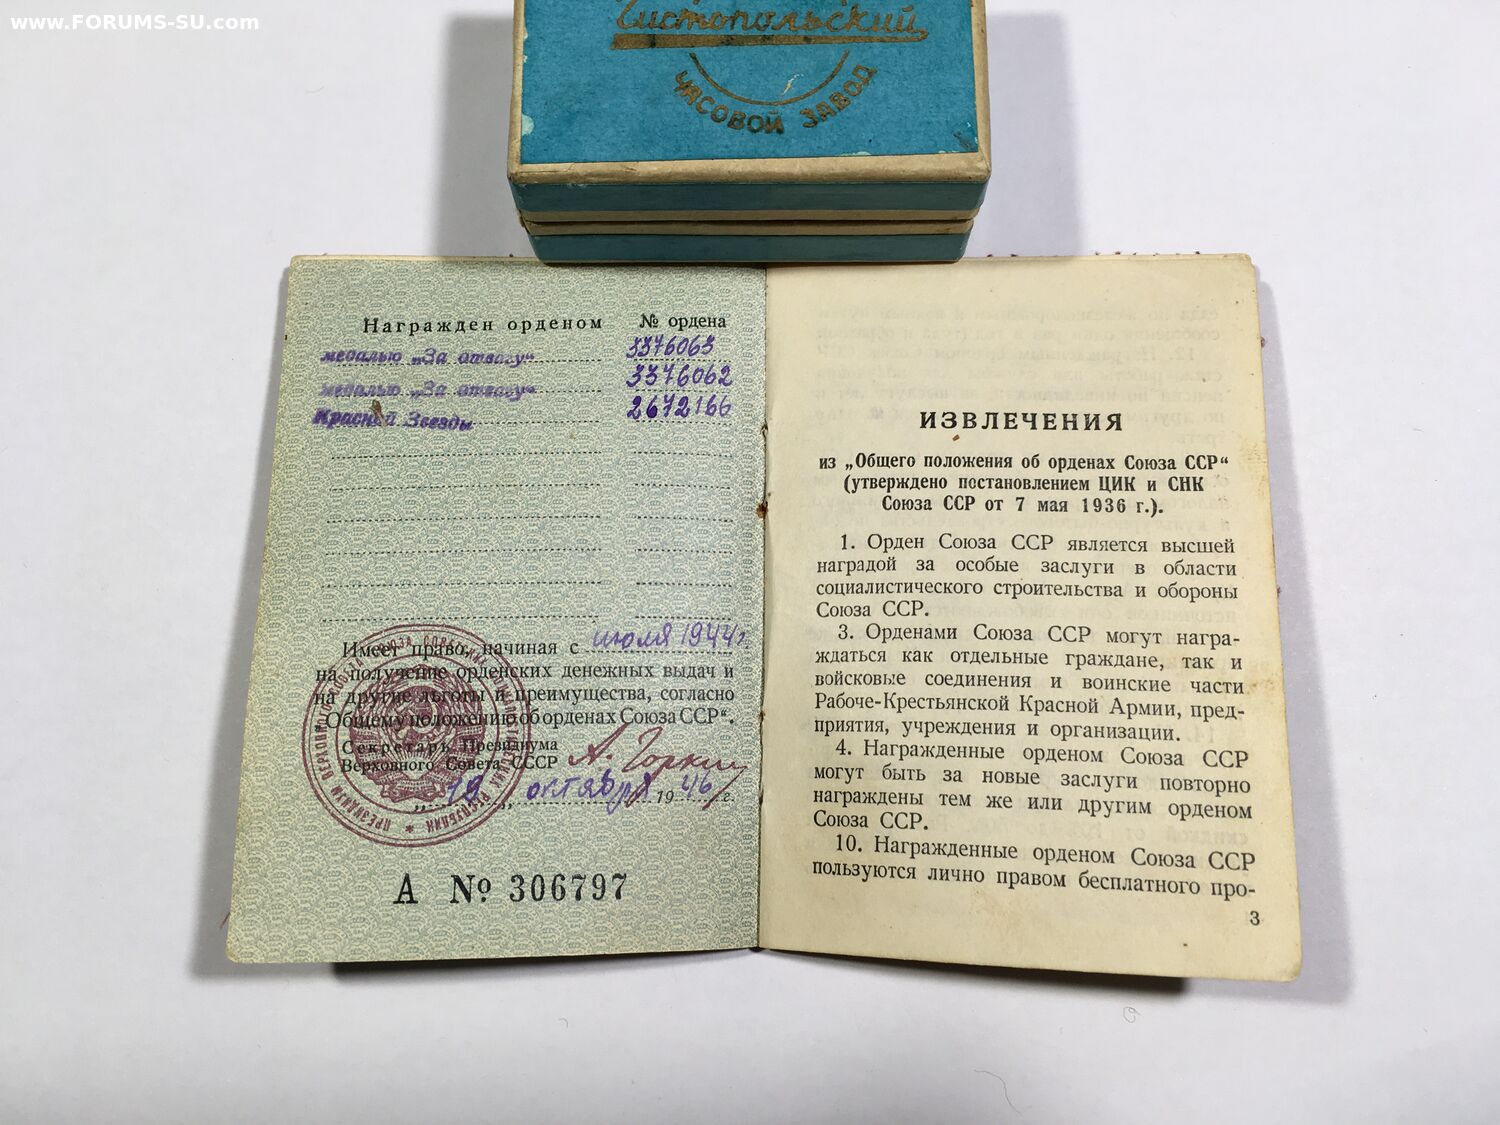 www.FORUMS-SU.com
Чистопольский
ЧАСОВОЙ ЗАВОД
Награжден орденом № ордена
медалью „За отвагу“ 3376063
медалью „За отвагу“ 3376062
Красной Звезды 2672166
Имеет право, начиная с июля 1944 г.
на получение орденских денежных выдач и
на другие льготы и преимущества, согласно
„Общему положению об орденах Союза ССР“.
Секретарь Президиума
Верховного Совета СССР А. Горкин
„19„ октября 1946 г.
А № 306797
ИЗВЛЕЧЕНИЯ
из „Общего положения об орденах Союза ССР“
(утверждено постановлением ЦИК и СНК
Союза ССР от 7 мая 1936 г.).
1. Орден Союза ССР является высшей
наградой за особые заслуги в области
социалистического строительства и обороны
Союза ССР.
3. Орденами Союза ССР могут награ-
ждаться как отдельные граждане, так и
войсковые соединения и воинские части
Рабоче-Крестьянской Красной Армии, пред-
приятия, учреждения и организации.
4. Награжденные орденом Союза ССР
могут быть за новые заслуги повторно
награждены тем же или другим орденом
Союза ССР.
10. Награжденные орденом Союза ССР
пользуются лично правом бесплатного про-
3